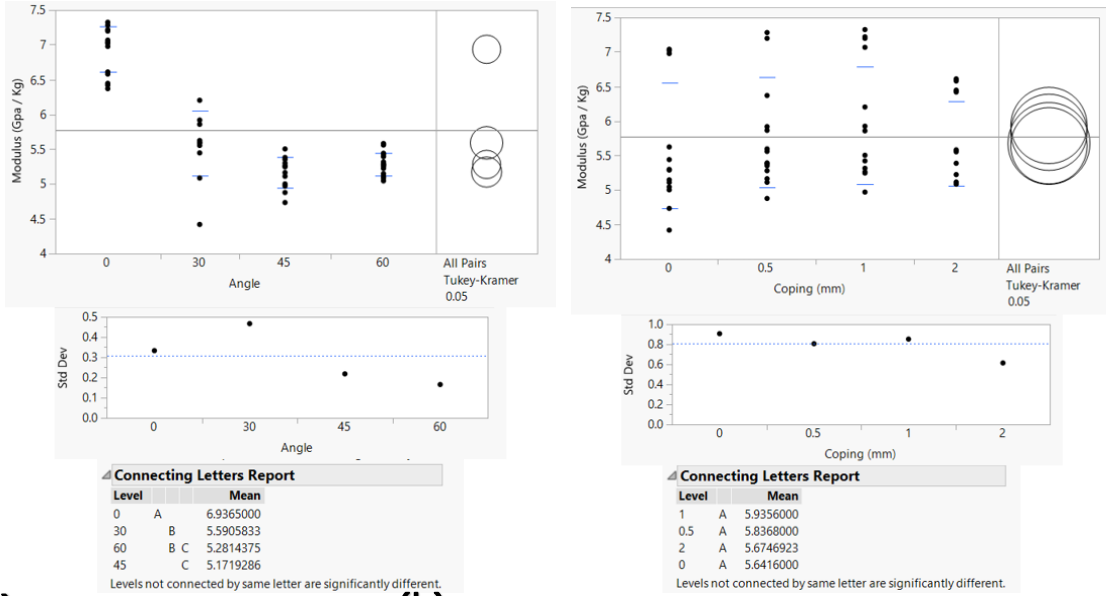 7.5
7
6.5
6
5.5
5
4.5
4
Modulus (Gpa / Kg)
0 30 45 60
Angle
All Pairs
Tukey-Kramer
0.05
0.5
0.4
0.3
0.2
0.1
0.0
Std Dev
0 30 45 60
Angle
Connecting Letters Report
Level Mean
0 A 6.9365000
30 B 5.5905833
60 B C 5.2814375
45 C 5.1719286
Levels not connected by same letter are significantly different.
7.5
7
6.5
6
5.5
5
4.5
4
Modulus (Gpa / Kg)
0 0.5 1 2
Coping (mm)
All Pairs
Tukey-Kramer
0.05
1.0
0.8
0.6
0.4
0.2
0.0
Std Dev
0 0.5 1 2
Coping (mm)
Connecting Letters Report
Level Mean
1 A 5.9356000
0.5 A 5.8368000
2 A 5.6746923
0 A 5.6416000
Levels not connected by same letter are significantly different.